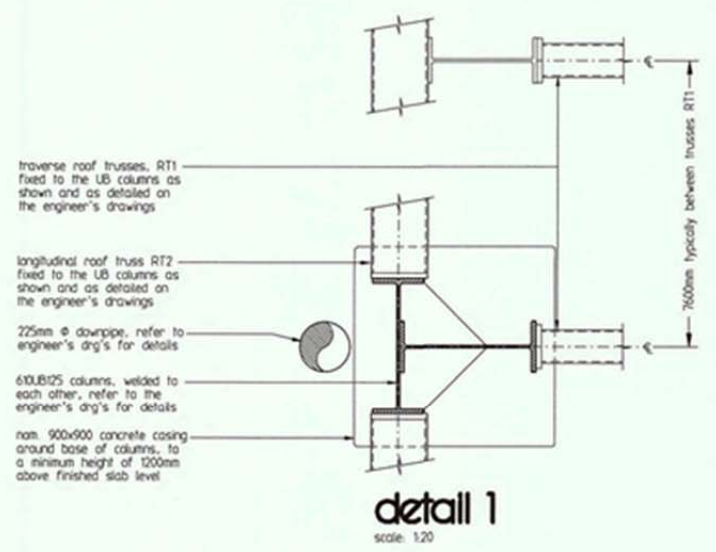 traverse roof trusses, RT1
fixed to the UB columns as
shown and as detailed on
the engineer's drawings
longitudinal roof truss RT2
fixed to the UB columns as
shown and as detailed on
the engineer's drawings
225mm Φ downpipe, refer to
engineer's drg's for details
610UB125 columns, welded to
each other, refer to the
engineer's drg's for details
nom. 900x900 concrete casing
around base of columns, to
a minimum height of 1200mm
above finished slab level
7600mm typically between trusses RT1
detail 1
scale: 1:20